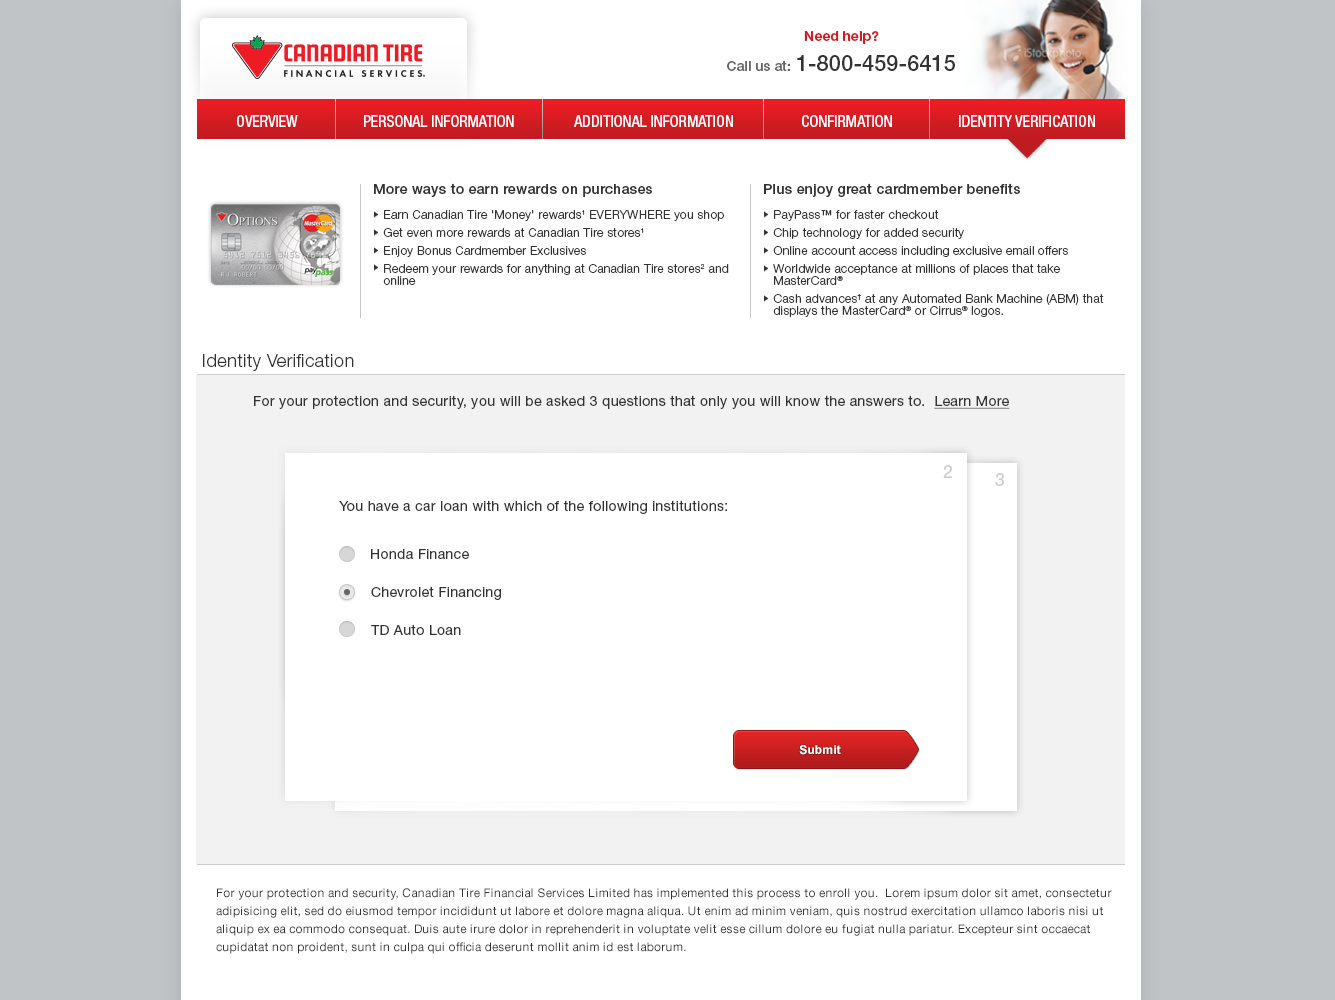 CANADIAN TIRE
FINANCIAL SERVICES.
Need help?
Call us at: 1-800-459-6415
iStockphoto
OVERVIEW
PERSONAL INFORMATION
ADDITIONAL INFORMATION
CONFIRMATION
IDENTITY VERIFICATION
OPTIONS
MasterCard
More ways to earn rewards on purchases
Earn Canadian Tire 'Money' rewards† EVERYWHERE you shop
Get even more rewards at Canadian Tire stores†
Enjoy Bonus Cardmember Exclusives
Redeem your rewards for anything at Canadian Tire stores² and
online
Plus enjoy great cardmember benefits
PayPass™ for faster checkout
Chip technology for added security
Online account access including exclusive email offers
Worldwide acceptance at millions of places that take
MasterCard®
Cash advances† at any Automated Bank Machine (ABM) that
displays the MasterCard® or Cirrus® logos.
Identity Verification
For your protection and security, you will be asked 3 questions that only you will know the answers to. Learn More
2
3
You have a car loan with which of the following institutions:
Honda Finance
Chevrolet Financing
TD Auto Loan
Submit
For your protection and security, Canadian Tire Financial Services Limited has implemented this process to enroll you.  Lorem ipsum dolor sit amet, consectetur
adipisicing elit, sed do eiusmod tempor incididunt ut labore et dolore magna aliqua. Ut enim ad minim veniam, quis nostrud exercitation ullamco laboris nisi ut
aliquip ex ea commodo consequat. Duis aute irure dolor in reprehenderit in voluptate velit esse cillum dolore eu fugiat nulla pariatur. Excepteur sint occaecat
cupidatat non proident, sunt in culpa qui officia deserunt mollit anim id est laborum.